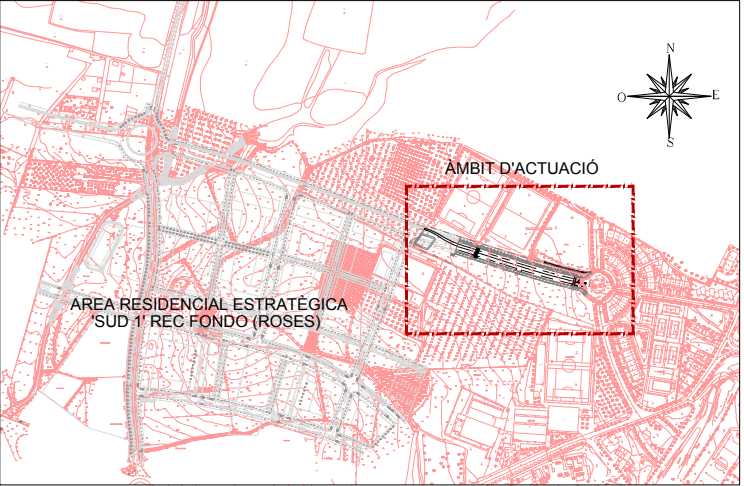 N
O
E
S
ÀMBIT D'ACTUACIÓ
AREA RESIDENCIAL ESTRATÈGICA
'SUD 1' REC FONDO (ROSES)